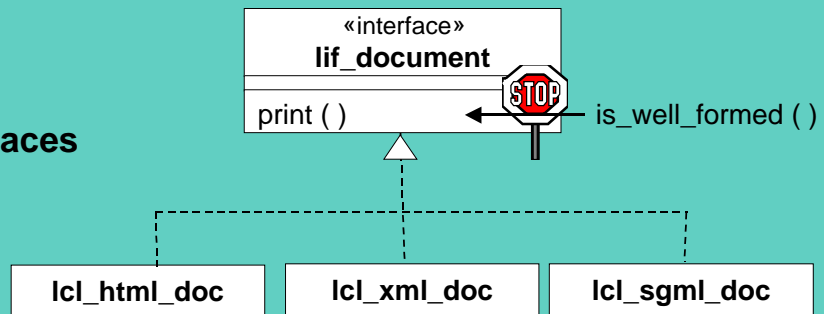 «interface»
lif_document
STOP
print ( )
is_well_formed ( )
aces
lcl_html_doc
lcl_xml_doc
lcl_sgml_doc